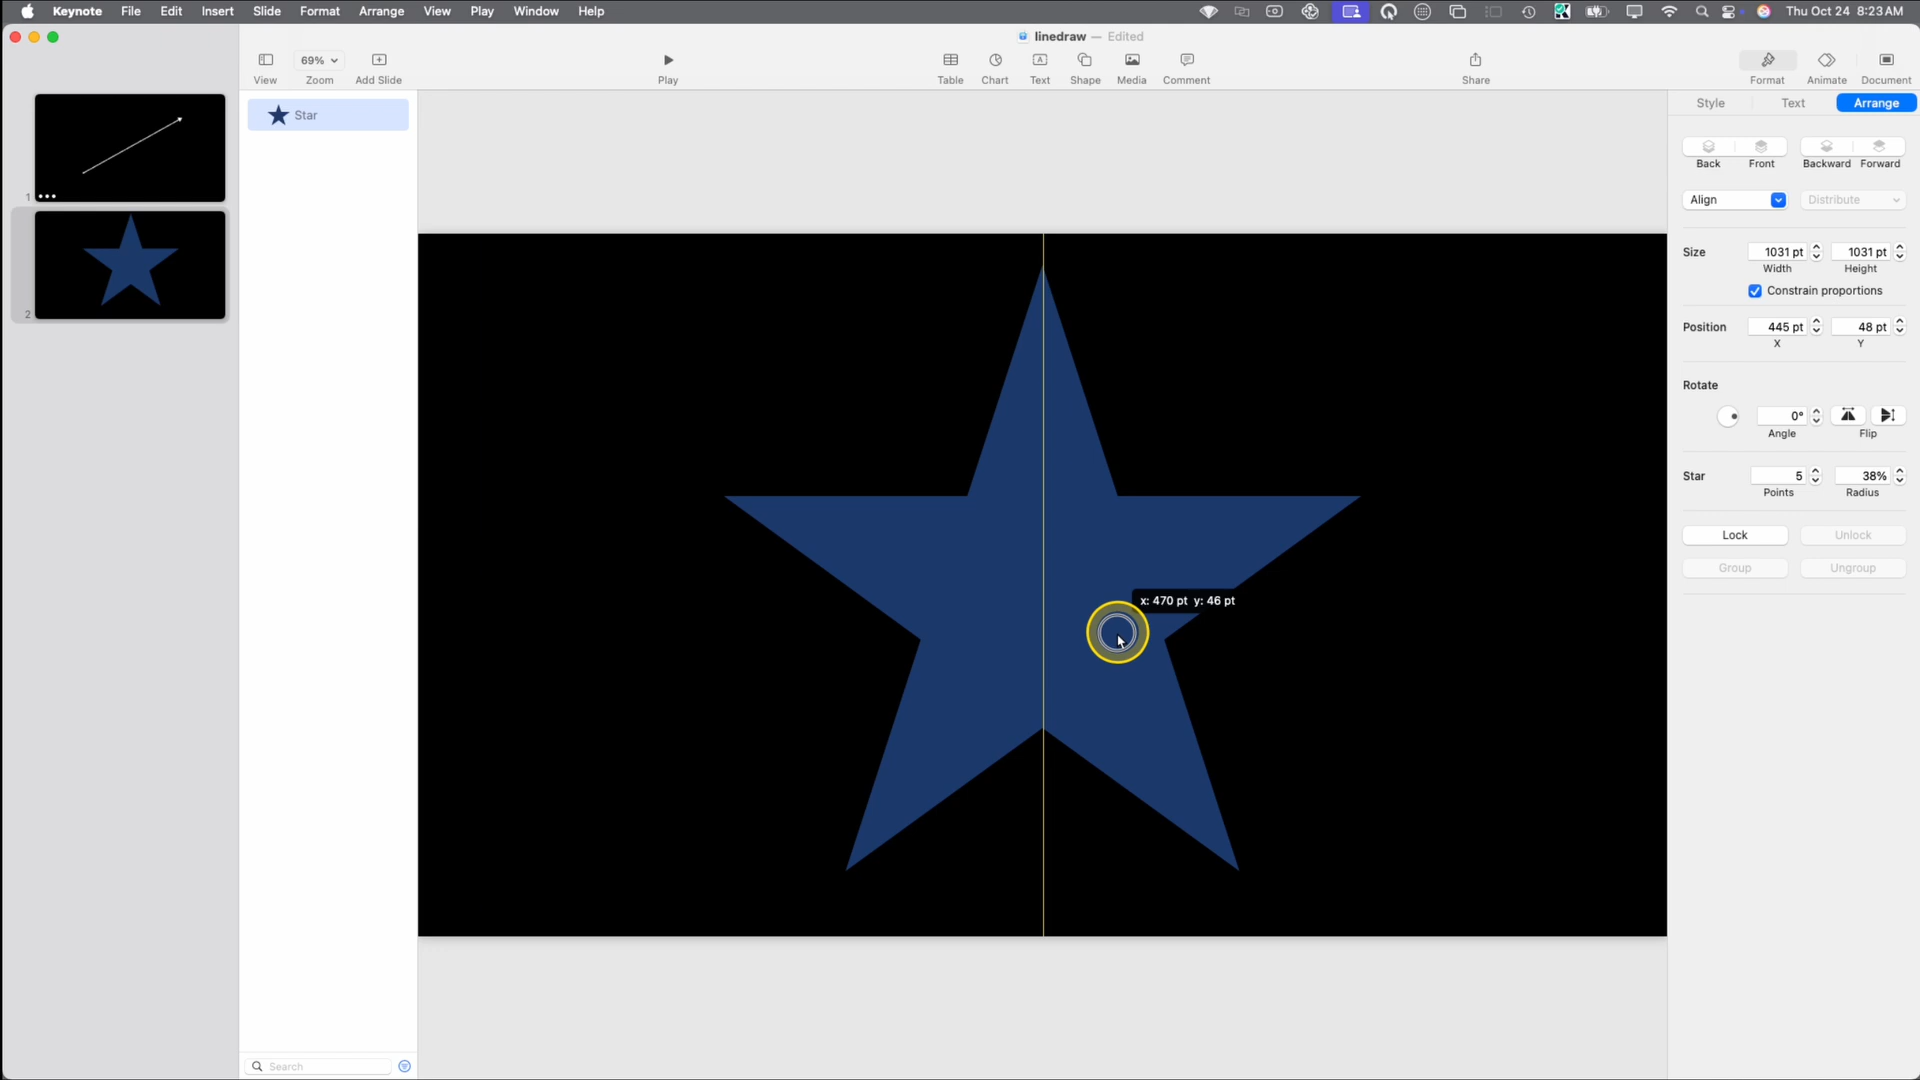 Keynote File Edit Insert Slide Format Arrange View Play Window Help Thu Oct 24 8:23 AM
linedraw — Edited
69%
View Zoom Add Slide Play Table Chart Text Shape Media Comment Share Format Animate Document
Star
Style Text Arrange
Back Front Backward Forward
Align Distribute
Size 1031 pt 1031 pt
Width Height
Constrain proportions
Position 445 pt 48 pt
X Y
Rotate
0°
Angle Flip
Star 5 38%
Points Radius
Lock Unlock
Group Ungroup
1
2
x: 470 pt y: 46 pt
Search